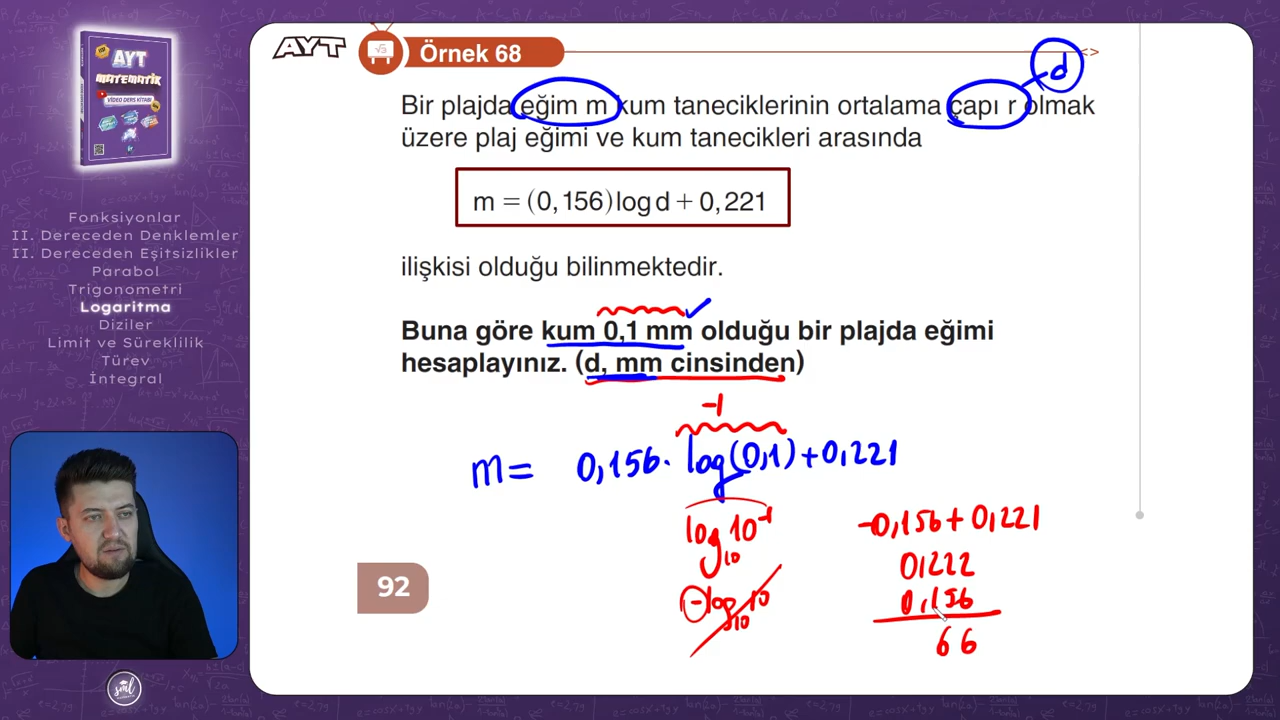 AYT
MATEMATİK
VİDEO DERS KİTABI
Fonksiyonlar
II. Dereceden Denklemler
II. Dereceden Eşitsizlikler
Parabol
Trigonometri
Logaritma
Diziler
Limit ve Süreklilik
Türev
İntegral
sml
AYT
√5
Örnek 68
<>
d
Bir plajda eğim m kum taneciklerinin ortalama çapı r olmak
üzere plaj eğimi ve kum tanecikleri arasında
m = (0,156)log d + 0,221
ilişkisi olduğu bilinmektedir.
Buna göre kum 0,1 mm olduğu bir plajda eğimi
hesaplayınız. (d, mm cinsinden)
-1
m = 0,156 · log(0,1) + 0,221
log₁₀10⁻¹
-log₁₀10
-0,156 + 0,221
0,222
0,156
66
92